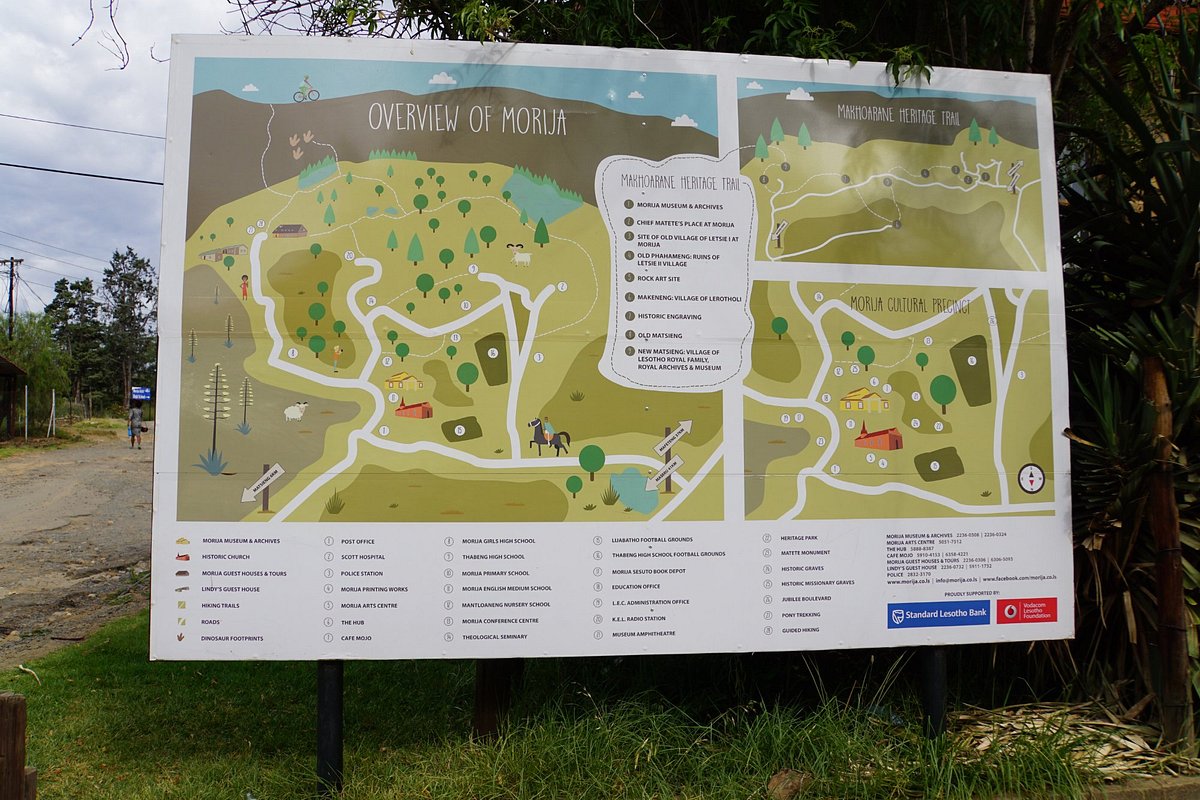 OVERVIEW OF MORIJA
MAKHOARANE HERITAGE TRAIL
1 MORIJA MUSEUM & ARCHIVES
2 CHIEF MATETE'S PLACE AT MORIJA
3 SITE OF OLD VILLAGE OF LETSIE I AT
MORIJA
4 OLD PHAHAMENG: RUINS OF
LETSIE II VILLAGE
5 ROCK ART SITE
6 MAKENENG: VILLAGE OF LEROTHOLI
7 HISTORIC ENGRAVING
8 OLD MATSIENG
9 NEW MATSIENG: VILLAGE OF
LESOTHO ROYAL FAMILY,
ROYAL ARCHIVES & MUSEUM
MATSIENG 6KM
MAFETENG 37KM
MASERU 41KM
MAKHOARANE HERITAGE TRAIL
MORIJA CULTURAL PRECINCT
MORIJA MUSEUM & ARCHIVES
HISTORIC CHURCH
MORIJA GUEST HOUSES & TOURS
LINDY'S GUEST HOUSE
HIKING TRAILS
ROADS
DINOSAUR FOOTPRINTS
1 POST OFFICE
2 SCOTT HOSPITAL
3 POLICE STATION
4 MORIJA PRINTING WORKS
5 MORIJA ARTS CENTRE
6 THE HUB
7 CAFE MOJO
8 MORIJA GIRLS HIGH SCHOOL
9 THABENG HIGH SCHOOL
10 MORIJA PRIMARY SCHOOL
11 MORIJA ENGLISH MEDIUM SCHOOL
12 MANTLOANENG NURSERY SCHOOL
13 MORIJA CONFERENCE CENTRE
14 THEOLOGICAL SEMINARY
15 LIJABATHO FOOTBALL GROUNDS
16 THABENG HIGH SCHOOL FOOTBALL GROUNDS
17 MORIJA SESUTO BOOK DEPOT
18 EDUCATION OFFICE
19 L.E.C. ADMINISTRATION OFFICE
20 K.E.L. RADIO STATION
21 MUSEUM AMPHITHEATRE
22 HERITAGE PARK
23 MATETE MONUMENT
24 HISTORIC GRAVES
25 HISTORIC MISSIONARY GRAVES
26 JUBILEE BOULEVARD
27 PONY TREKKING
28 GUIDED HIKING
MORIJA MUSEUM & ARCHIVES 2236-0308 | 2236-0224
MORIJA ARTS CENTRE 5051-7512
THE HUB 5888-8387
CAFE MOJO 5910-4153 | 6358-4221
MORIJA GUEST HOUSES & TOURS 2236-0306 | 6306-5093
LINDY'S GUEST HOUSE 2236-0732 | 5911-1732
POLICE 2832-3170
www.morija.co.ls | info@morija.co.ls | www.facebook.com/morija.co.ls
PROUDLY SUPPORTED BY:
Standard Lesotho Bank
Vodacom
Lesotho
Foundation